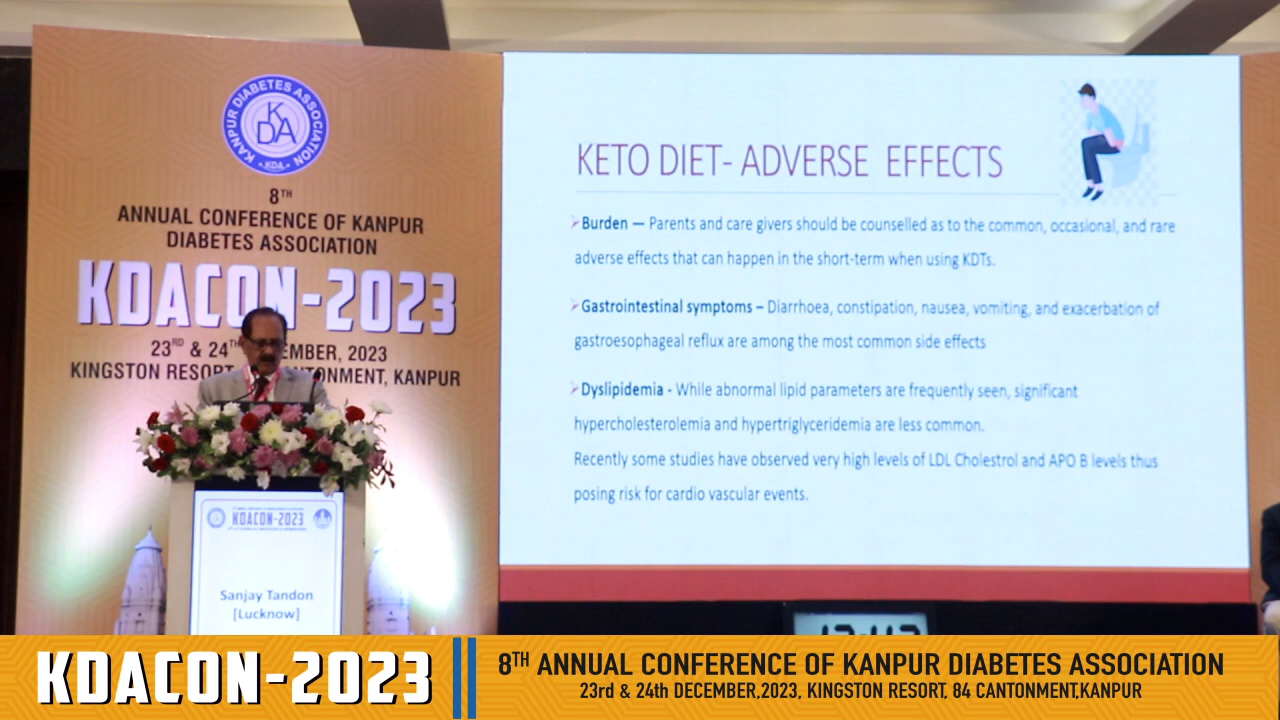 KANPUR DIABETES ASSOCIATION
KDA
- KDA -
8TH
ANNUAL CONFERENCE OF KANPUR
DIABETES ASSOCIATION
KDACON-2023
23RD & 24TH EMBER, 2023
KINGSTON RESORT ONMENT, KANPUR
KETO DIET- ADVERSE EFFECTS
➢Burden — Parents and care givers should be counselled as to the common, occasional, and rare
adverse effects that can happen in the short-term when using KDTs.
➢Gastrointestinal symptoms – Diarrhoea, constipation, nausea, vomiting, and exacerbation of
gastroesophageal reflux are among the most common side effects
➢Dyslipidemia - While abnormal lipid parameters are frequently seen, significant
hypercholesterolemia and hypertriglyceridemia are less common.
Recently some studies have observed very high levels of LDL Cholestrol and APO B levels thus
posing risk for cardio vascular events.
KDACON-2023
Sanjay Tandon
[Lucknow]
KDACON-2023
8TH ANNUAL CONFERENCE OF KANPUR DIABETES ASSOCIATION
23rd & 24th DECEMBER,2023, KINGSTON RESORT, 84 CANTONMENT,KANPUR